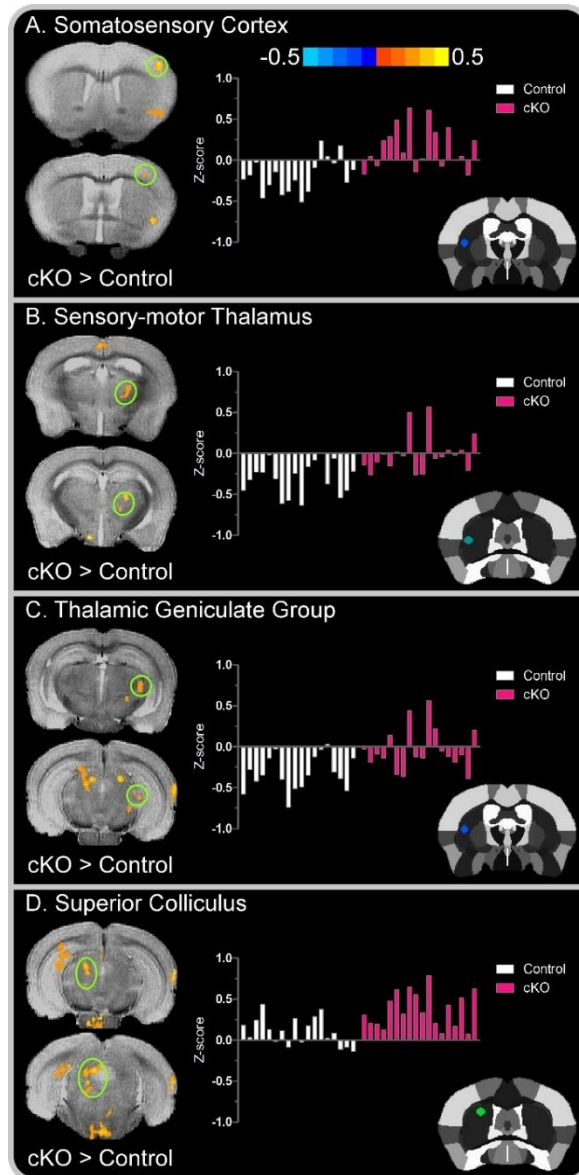 A. Somatosensory Cortex
-0.5 0.5
Control
cKO
1.0
0.5
0.0
-0.5
-1.0
Z-score
cKO > Control
B. Sensory-motor Thalamus
Control
cKO
1.0
0.5
0.0
-0.5
-1.0
Z-score
cKO > Control
C. Thalamic Geniculate Group
Control
cKO
1.0
0.5
0.0
-0.5
-1.0
Z-score
cKO > Control
D. Superior Colliculus
Control
cKO
1.0
0.5
0.0
-0.5
-1.0
Z-score
cKO > Control